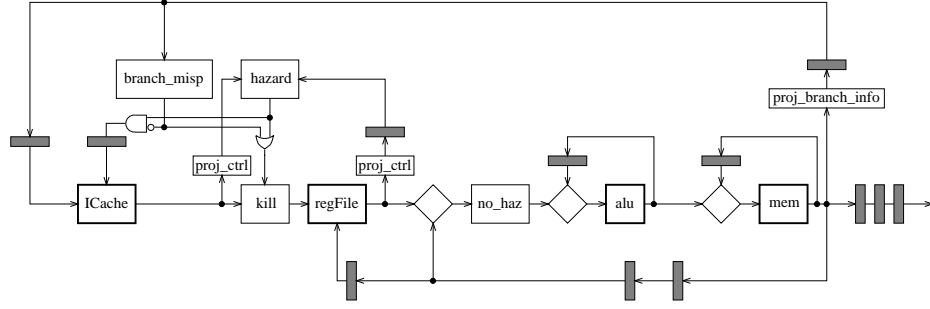 branch_misp
hazard
proj_branch_info
proj_ctrl
proj_ctrl
ICache
kill
regFile
no_haz
alu
mem